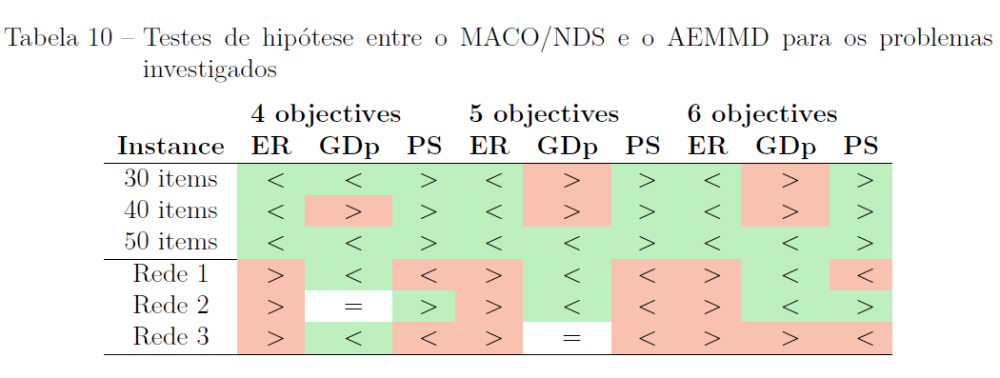 Tabela 10 – Testes de hipótese entre o MACO/NDS e o AEMMD para os problemas
investigados
4 objectives 5 objectives 6 objectives
Instance ER GDp PS ER GDp PS ER GDp PS
30 items < < > < > > < > >
40 items < > > < > > < > >
50 items < < > < < > < < >
Rede 1 > < < > < < > < <
Rede 2 > = > > < < > < >
Rede 3 > < < > = < > > <